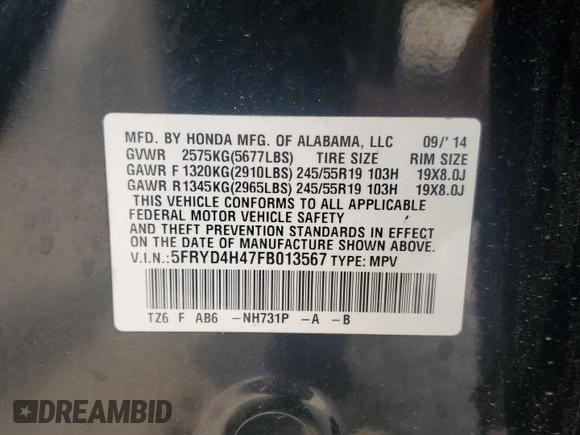 MFD. BY HONDA MFG. OF ALABAMA, LLC 09/'14
GVWR 2575KG(5677LBS) TIRE SIZE RIM SIZE
GAWR F 1320KG(2910LBS) 245/55R19 103H 19X8.0J
GAWR R1345KG(2965LBS) 245/55R19 103H 19X8.0J
THIS VEHICLE CONFORMS TO ALL APPLICABLE
FEDERAL MOTOR VEHICLE SAFETY
AND THEFT PREVENTION STANDARDS IN EFFECT
ON THE DATE OF MANUFACTURE SHOWN ABOVE.
V.I.N.:5FRYD4H47FB013567 TYPE: MPV
TZ6 F AB6 -NH731P -A -B
DREAMBID